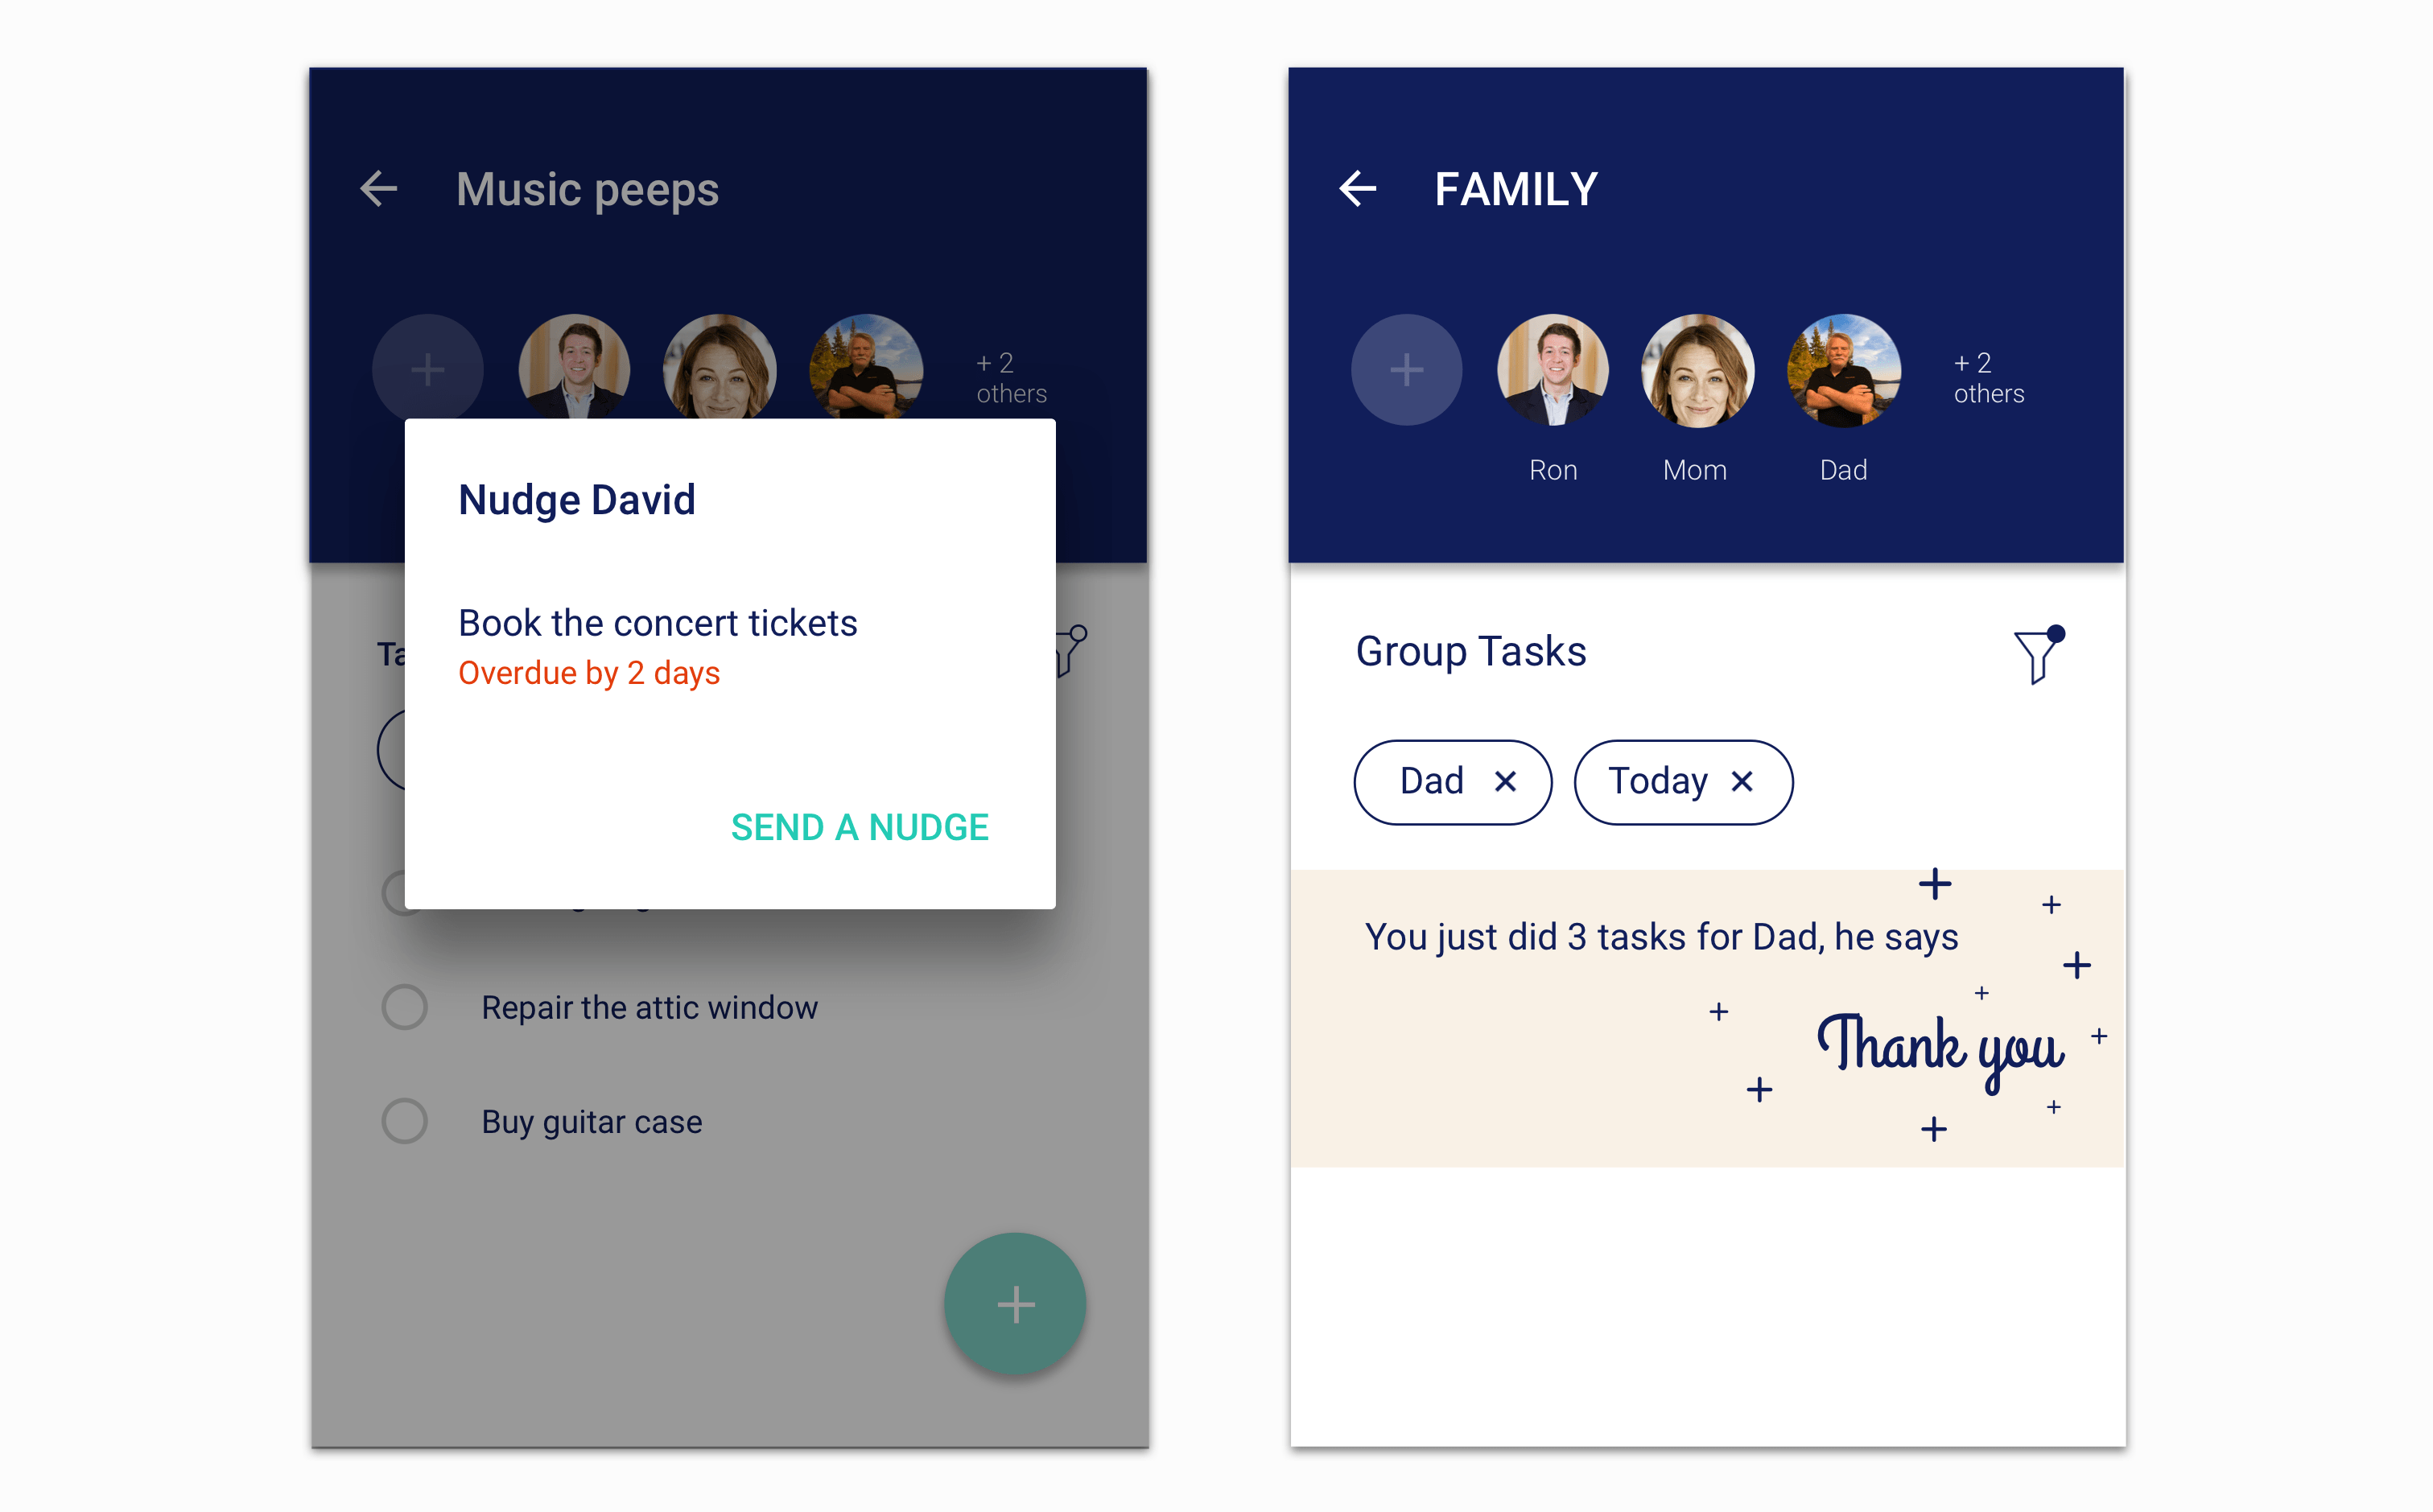 Music peeps
+ 2
others
Nudge David
Book the concert tickets
Overdue by 2 days
SEND A NUDGE
Repair the attic window
Buy guitar case
FAMILY
+ 2
others
Ron
Mom
Dad
Group Tasks
Dad
Today
You just did 3 tasks for Dad, he says
Thank you